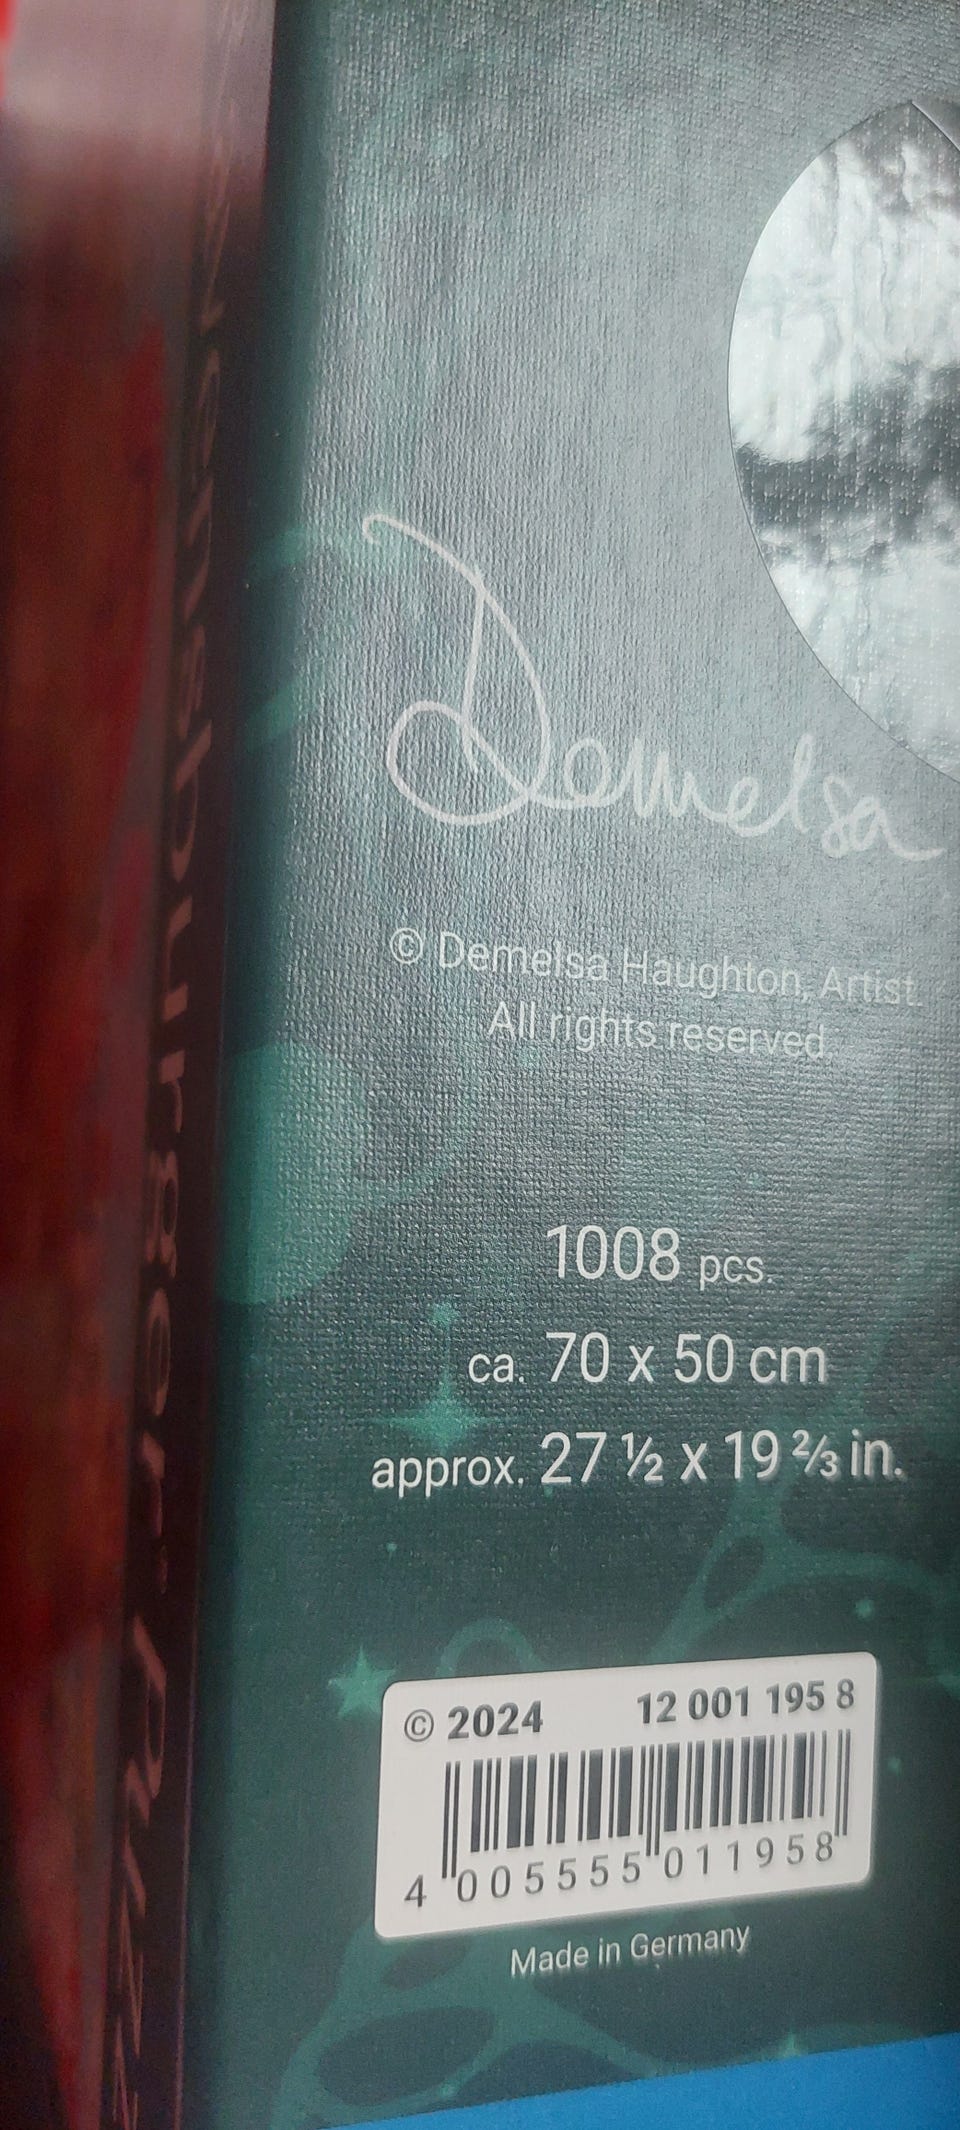 Demelsa
© Demelsa Haughton, Artist.
All rights reserved.
1008 pcs.
ca. 70 x 50 cm
approx. 27 ½ x 19 ⅔ in.
© 2024 12 001 195 8
4 005555 011958
Made in Germany